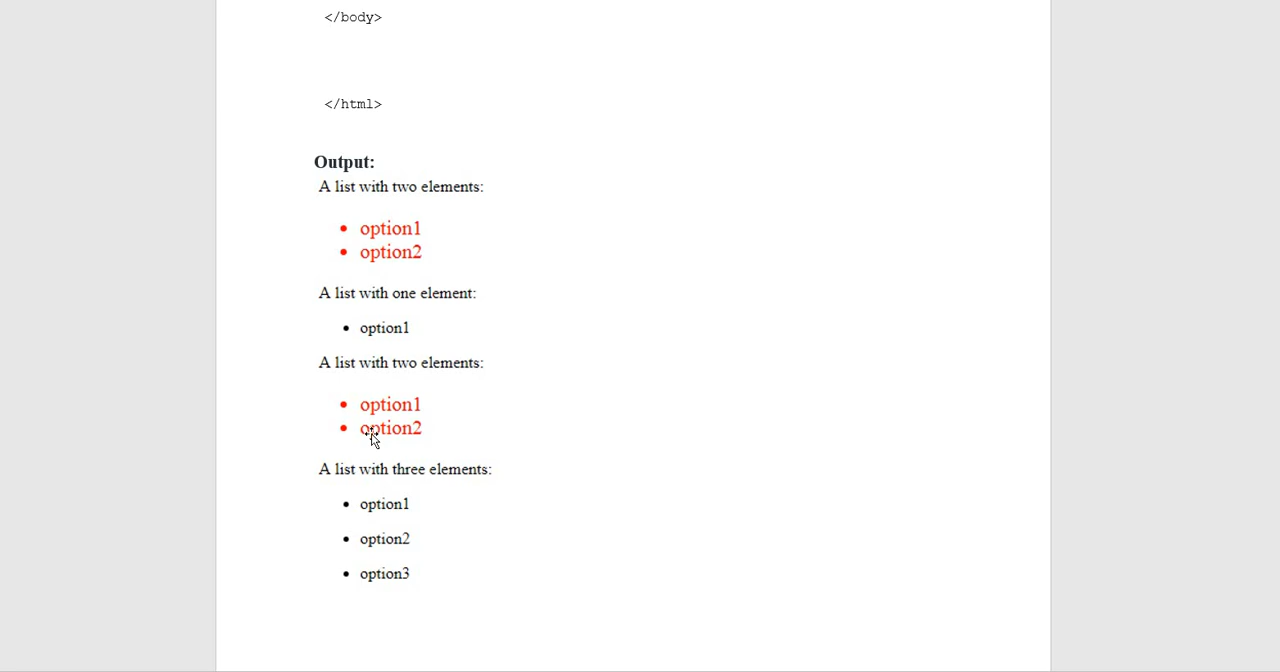 </body>
</html>
Output:
A list with two elements:
• option1
• option2
A list with one element:
• option1
A list with two elements:
• option1
• option2
A list with three elements:
• option1
• option2
• option3